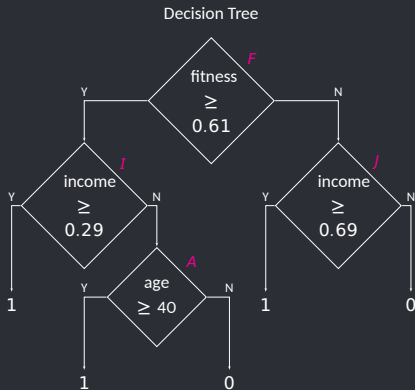 Decision Tree
F
fitness
≥
0.61
Y
N
I
income
≥
0.29
Y
N
J
income
≥
0.69
Y
N
A
age
≥ 40
Y
N
1
1
0
1
0